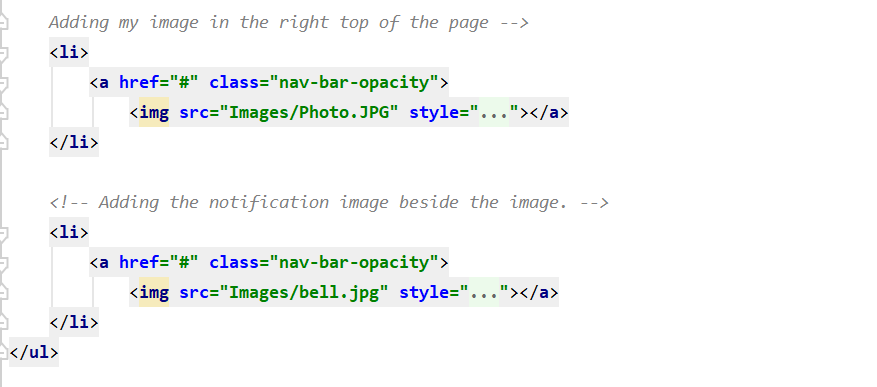 Adding my image in the right top of the page -->
<li>
<a href="#" class="nav-bar-opacity">
<img src="Images/Photo.JPG" style="..."></a>
</li>
<!-- Adding the notification image beside the image. -->
<li>
<a href="#" class="nav-bar-opacity">
<img src="Images/bell.jpg" style="..."></a>
</li>
</ul>